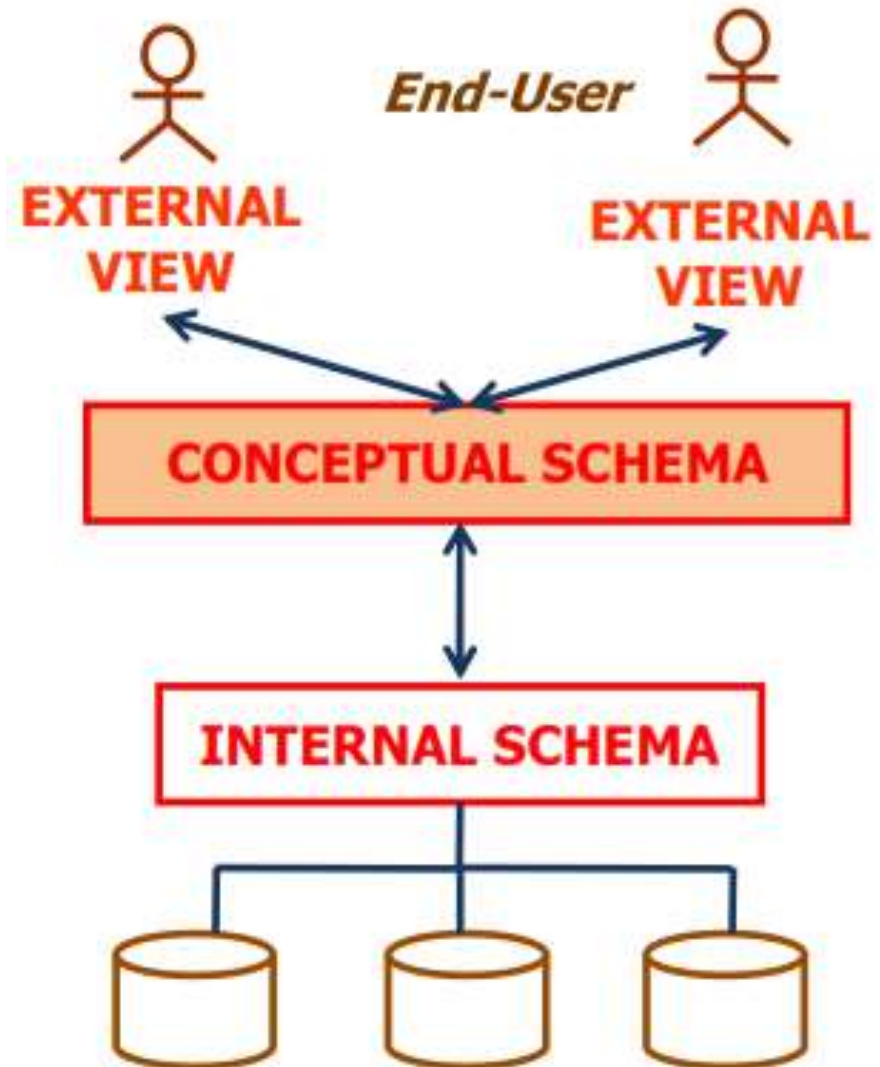 End-User
EXTERNAL
VIEW
EXTERNAL
VIEW
CONCEPTUAL SCHEMA
INTERNAL SCHEMA